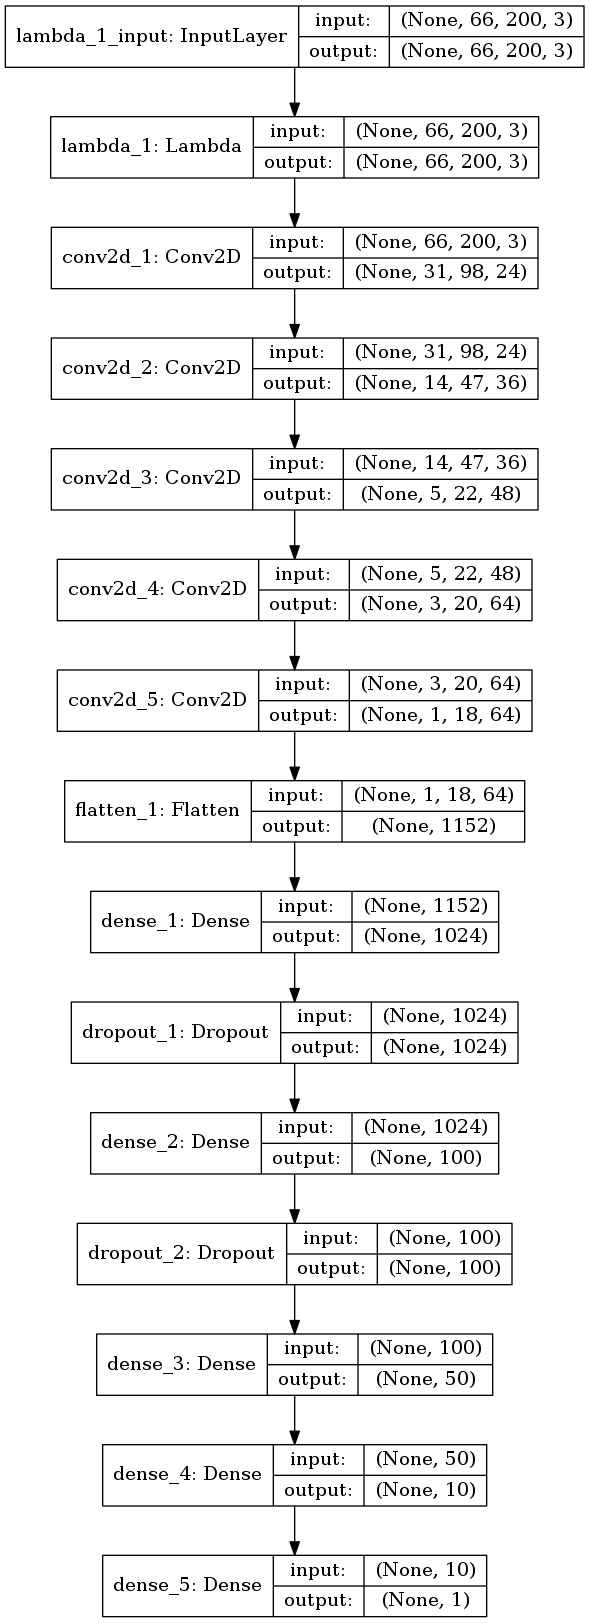 lambda_1_input: InputLayer
input: (None, 66, 200, 3)
output: (None, 66, 200, 3)
lambda_1: Lambda
input: (None, 66, 200, 3)
output: (None, 66, 200, 3)
conv2d_1: Conv2D
input: (None, 66, 200, 3)
output: (None, 31, 98, 24)
conv2d_2: Conv2D
input: (None, 31, 98, 24)
output: (None, 14, 47, 36)
conv2d_3: Conv2D
input: (None, 14, 47, 36)
output: (None, 5, 22, 48)
conv2d_4: Conv2D
input: (None, 5, 22, 48)
output: (None, 3, 20, 64)
conv2d_5: Conv2D
input: (None, 3, 20, 64)
output: (None, 1, 18, 64)
flatten_1: Flatten
input: (None, 1, 18, 64)
output: (None, 1152)
dense_1: Dense
input: (None, 1152)
output: (None, 1024)
dropout_1: Dropout
input: (None, 1024)
output: (None, 1024)
dense_2: Dense
input: (None, 1024)
output: (None, 100)
dropout_2: Dropout
input: (None, 100)
output: (None, 100)
dense_3: Dense
input: (None, 100)
output: (None, 50)
dense_4: Dense
input: (None, 50)
output: (None, 10)
dense_5: Dense
input: (None, 10)
output: (None, 1)